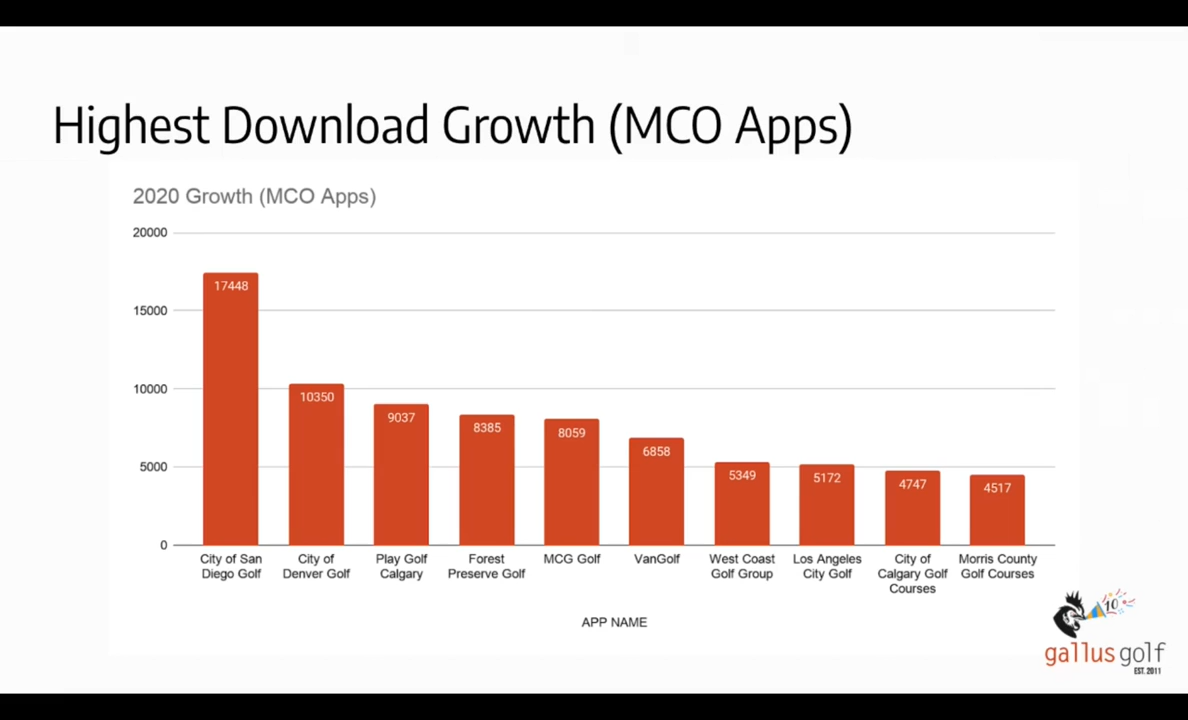 Highest Download Growth (MCO Apps)
2020 Growth (MCO Apps)
20000
15000
10000
5000
0
17448
10350
9037
8385
8059
6858
5349
5172
4747
4517
City of San
Diego Golf
City of
Denver Golf
Play Golf
Calgary
Forest
Preserve Golf
MCG Golf
VanGolf
West Coast
Golf Group
Los Angeles
City Golf
City of
Calgary Golf
Courses
Morris County
Golf Courses
APP NAME
10
gallus golf
EST. 2011